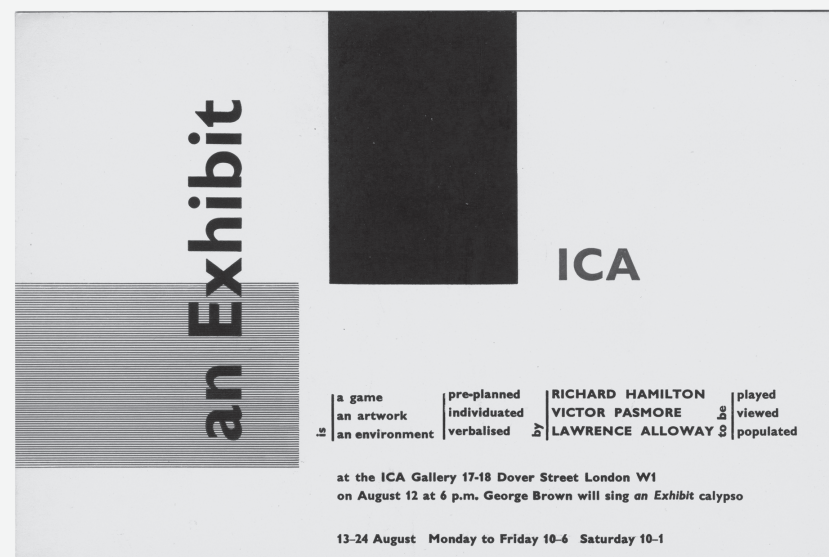 an Exhibit
ICA
is
a game
an artwork
an environment
pre-planned
individuated
verbalised
by
RICHARD HAMILTON
VICTOR PASMORE
LAWRENCE ALLOWAY
to be
played
viewed
populated
at the ICA Gallery 17-18 Dover Street London W1
on August 12 at 6 p.m. George Brown will sing an Exhibit calypso
13–24 August Monday to Friday 10–6 Saturday 10–1